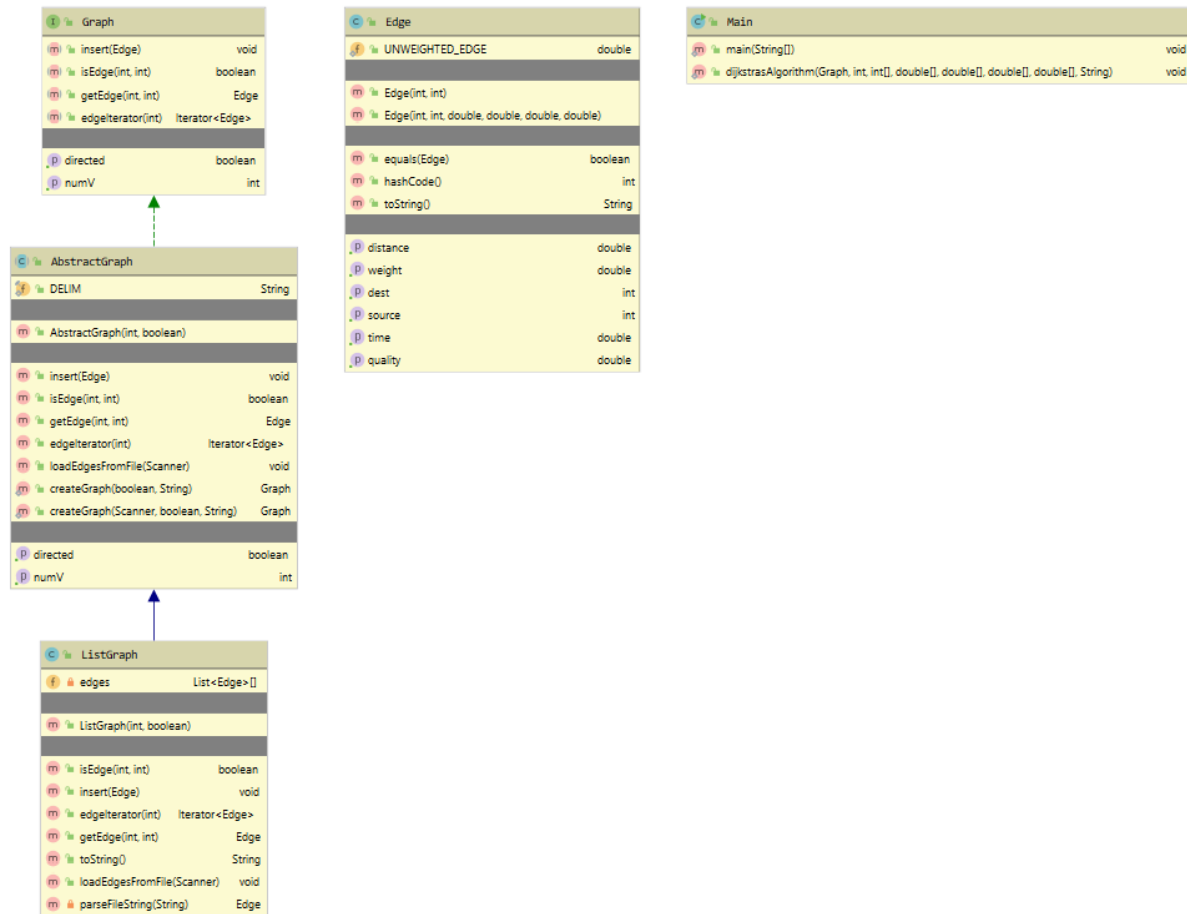 Graph
insert(Edge) void
isEdge(int, int) boolean
getEdge(int, int) Edge
edgeIterator(int) Iterator<Edge>
directed boolean
numV int
AbstractGraph
DELIM String
AbstractGraph(int, boolean)
insert(Edge) void
isEdge(int, int) boolean
getEdge(int, int) Edge
edgeIterator(int) Iterator<Edge>
loadEdgesFromFile(Scanner) void
createGraph(boolean, String) Graph
createGraph(Scanner, boolean, String) Graph
directed boolean
numV int
ListGraph
edges List<Edge>[]
ListGraph(int, boolean)
isEdge(int, int) boolean
insert(Edge) void
edgeIterator(int) Iterator<Edge>
getEdge(int, int) Edge
toString() String
loadEdgesFromFile(Scanner) void
parseFileString(String) Edge
Edge
UNWEIGHTED_EDGE double
Edge(int, int)
Edge(int, int, double, double, double, double)
equals(Edge) boolean
hashCode() int
toString() String
distance double
weight double
dest int
source int
time double
quality double
Main
main(String[]) void
dijkstrasAlgorithm(Graph, int, int[], double[], double[], double[], double[], String) void